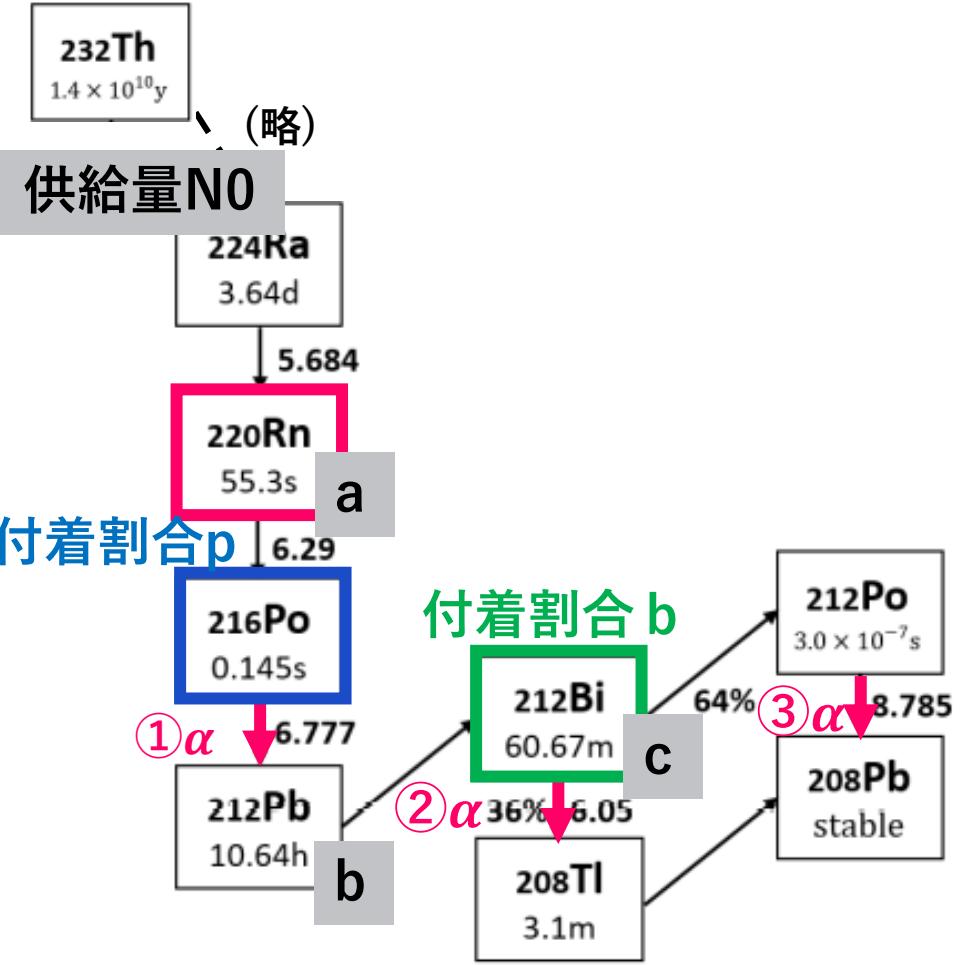 232Th
1.4 × 10¹⁰y
(略)
供給量N0
224Ra
3.64d
5.684
220Rn
55.3s
a
付着割合p
6.29
216Po
0.145s
①α
6.777
212Pb
10.64h
b
付着割合b
212Bi
60.67m
c
64%
212Po
3.0 × 10⁻⁷s
③α
8.785
208Pb
stable
②α
36%
6.05
208Tl
3.1m